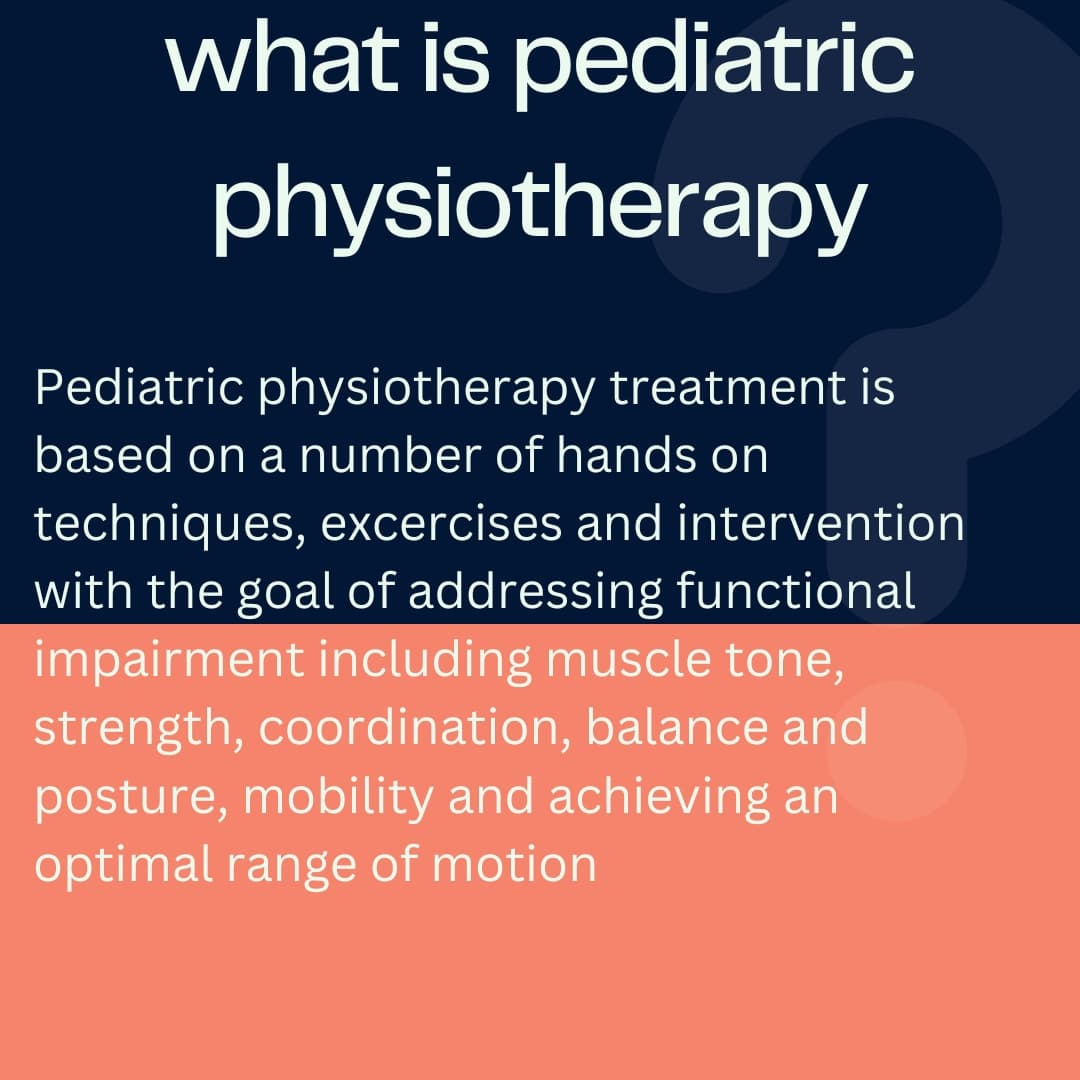 what is pediatric
physiotherapy
Pediatric physiotherapy treatment is
based on a number of hands on
techniques, excercises and intervention
with the goal of addressing functional
impairment including muscle tone,
strength, coordination, balance and
posture, mobility and achieving an
optimal range of motion